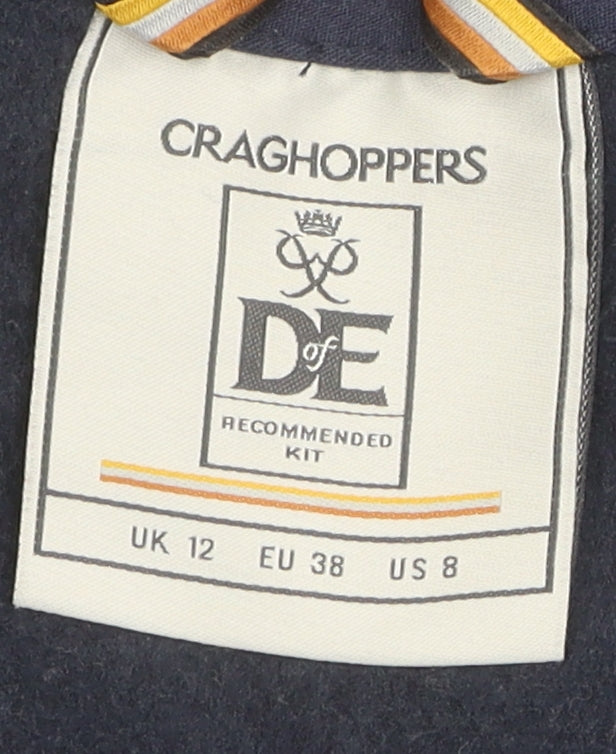 CRAGHOPPERS
DofE
RECOMMENDED
KIT
UK 12 EU 38 US 8